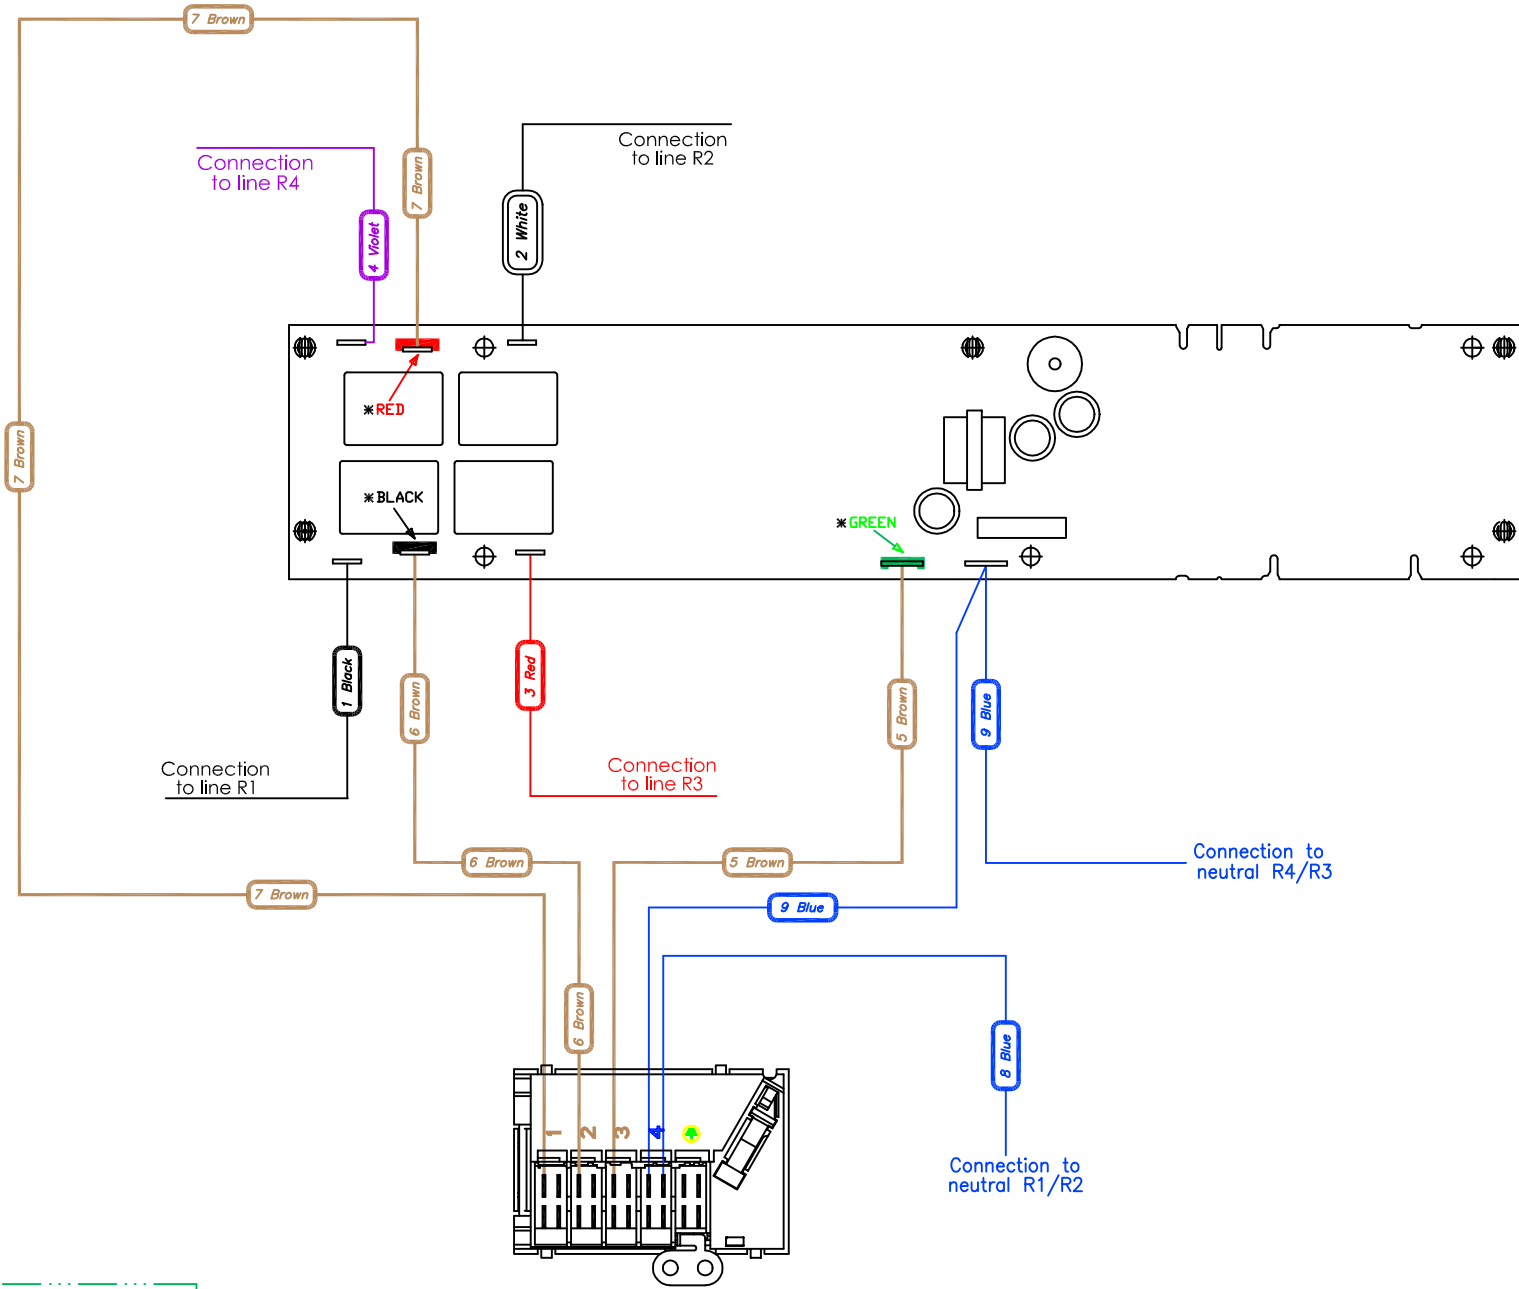 7 Brown
Connection
to line R2
Connection
to line R4
7 Brown
2 White
4 Violet
*RED
7 Brown
*BLACK
*GREEN
1 Black
6 Brown
3 Red
5 Brown
9 Blue
Connection
to line R1
Connection
to line R3
6 Brown
5 Brown
Connection to
neutral R4/R3
7 Brown
9 Blue
6 Brown
8 Blue
1
2
3
4
Connection to
neutral R1/R2